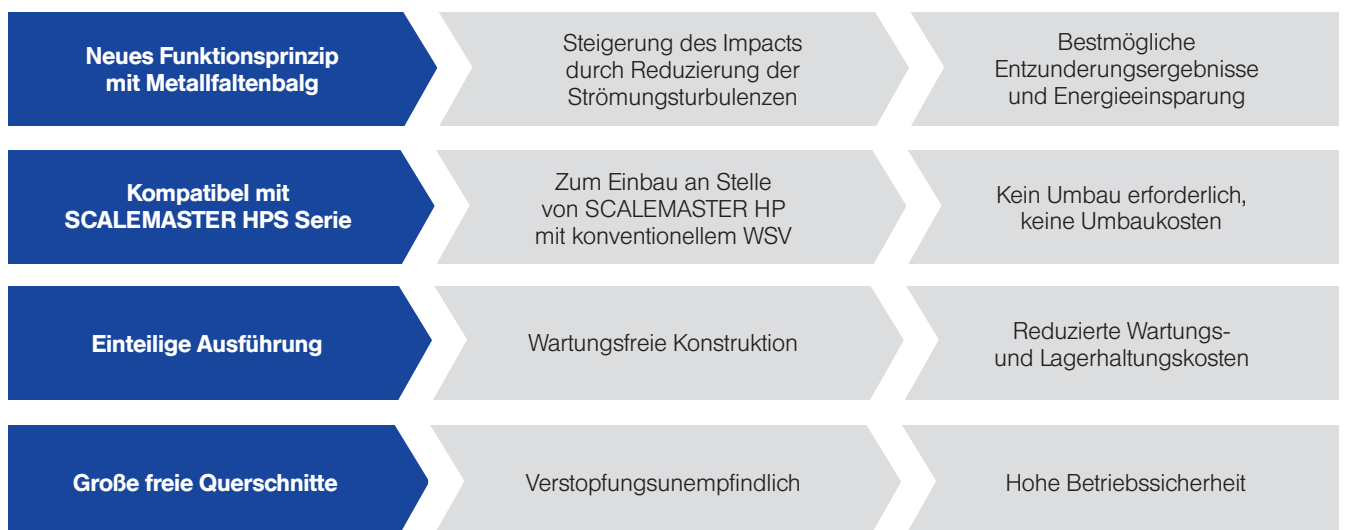 Neues Funktionsprinzip
mit Metallfaltenbalg
Steigerung des Impacts
durch Reduzierung der
Strömungsturbulenzen
Bestmögliche
Entzunderungsergebnisse
und Energieeinsparung
Kompatibel mit
SCALEMASTER HPS Serie
Zum Einbau an Stelle
von SCALEMASTER HP
mit konventionellem WSV
Kein Umbau erforderlich,
keine Umbaukosten
Einteilige Ausführung
Wartungsfreie Konstruktion
Reduzierte Wartungs-
und Lagerhaltungskosten
Große freie Querschnitte
Verstopfungsunempfindlich
Hohe Betriebssicherheit